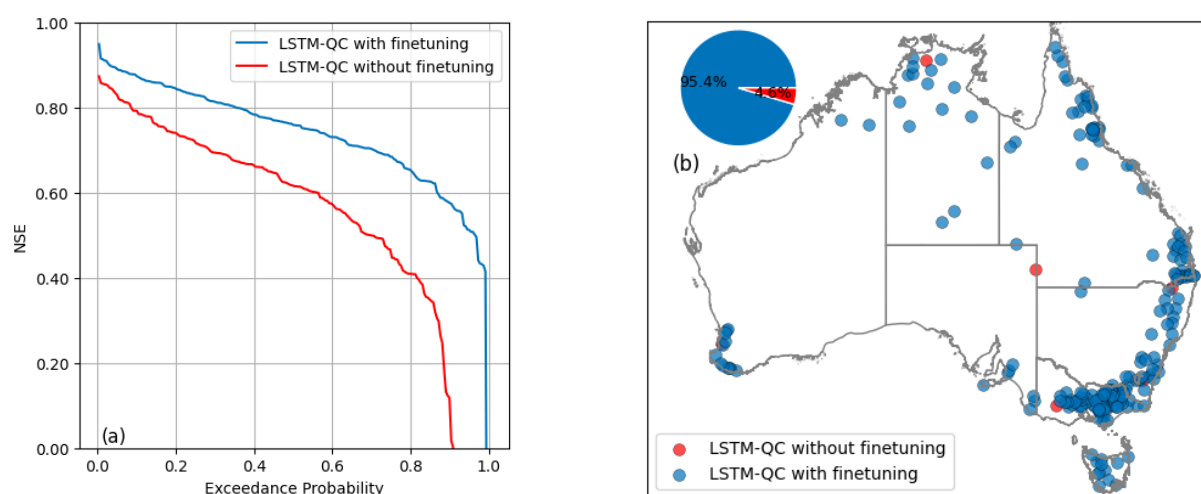 1.00
0.80
0.60
0.40
0.20
0.00
NSE
LSTM-QC with finetuning
LSTM-QC without finetuning
(a)
0.0 0.2 0.4 0.6 0.8 1.0
Exceedance Probability
95.4%
4.6%
(b)
LSTM-QC without finetuning
LSTM-QC with finetuning